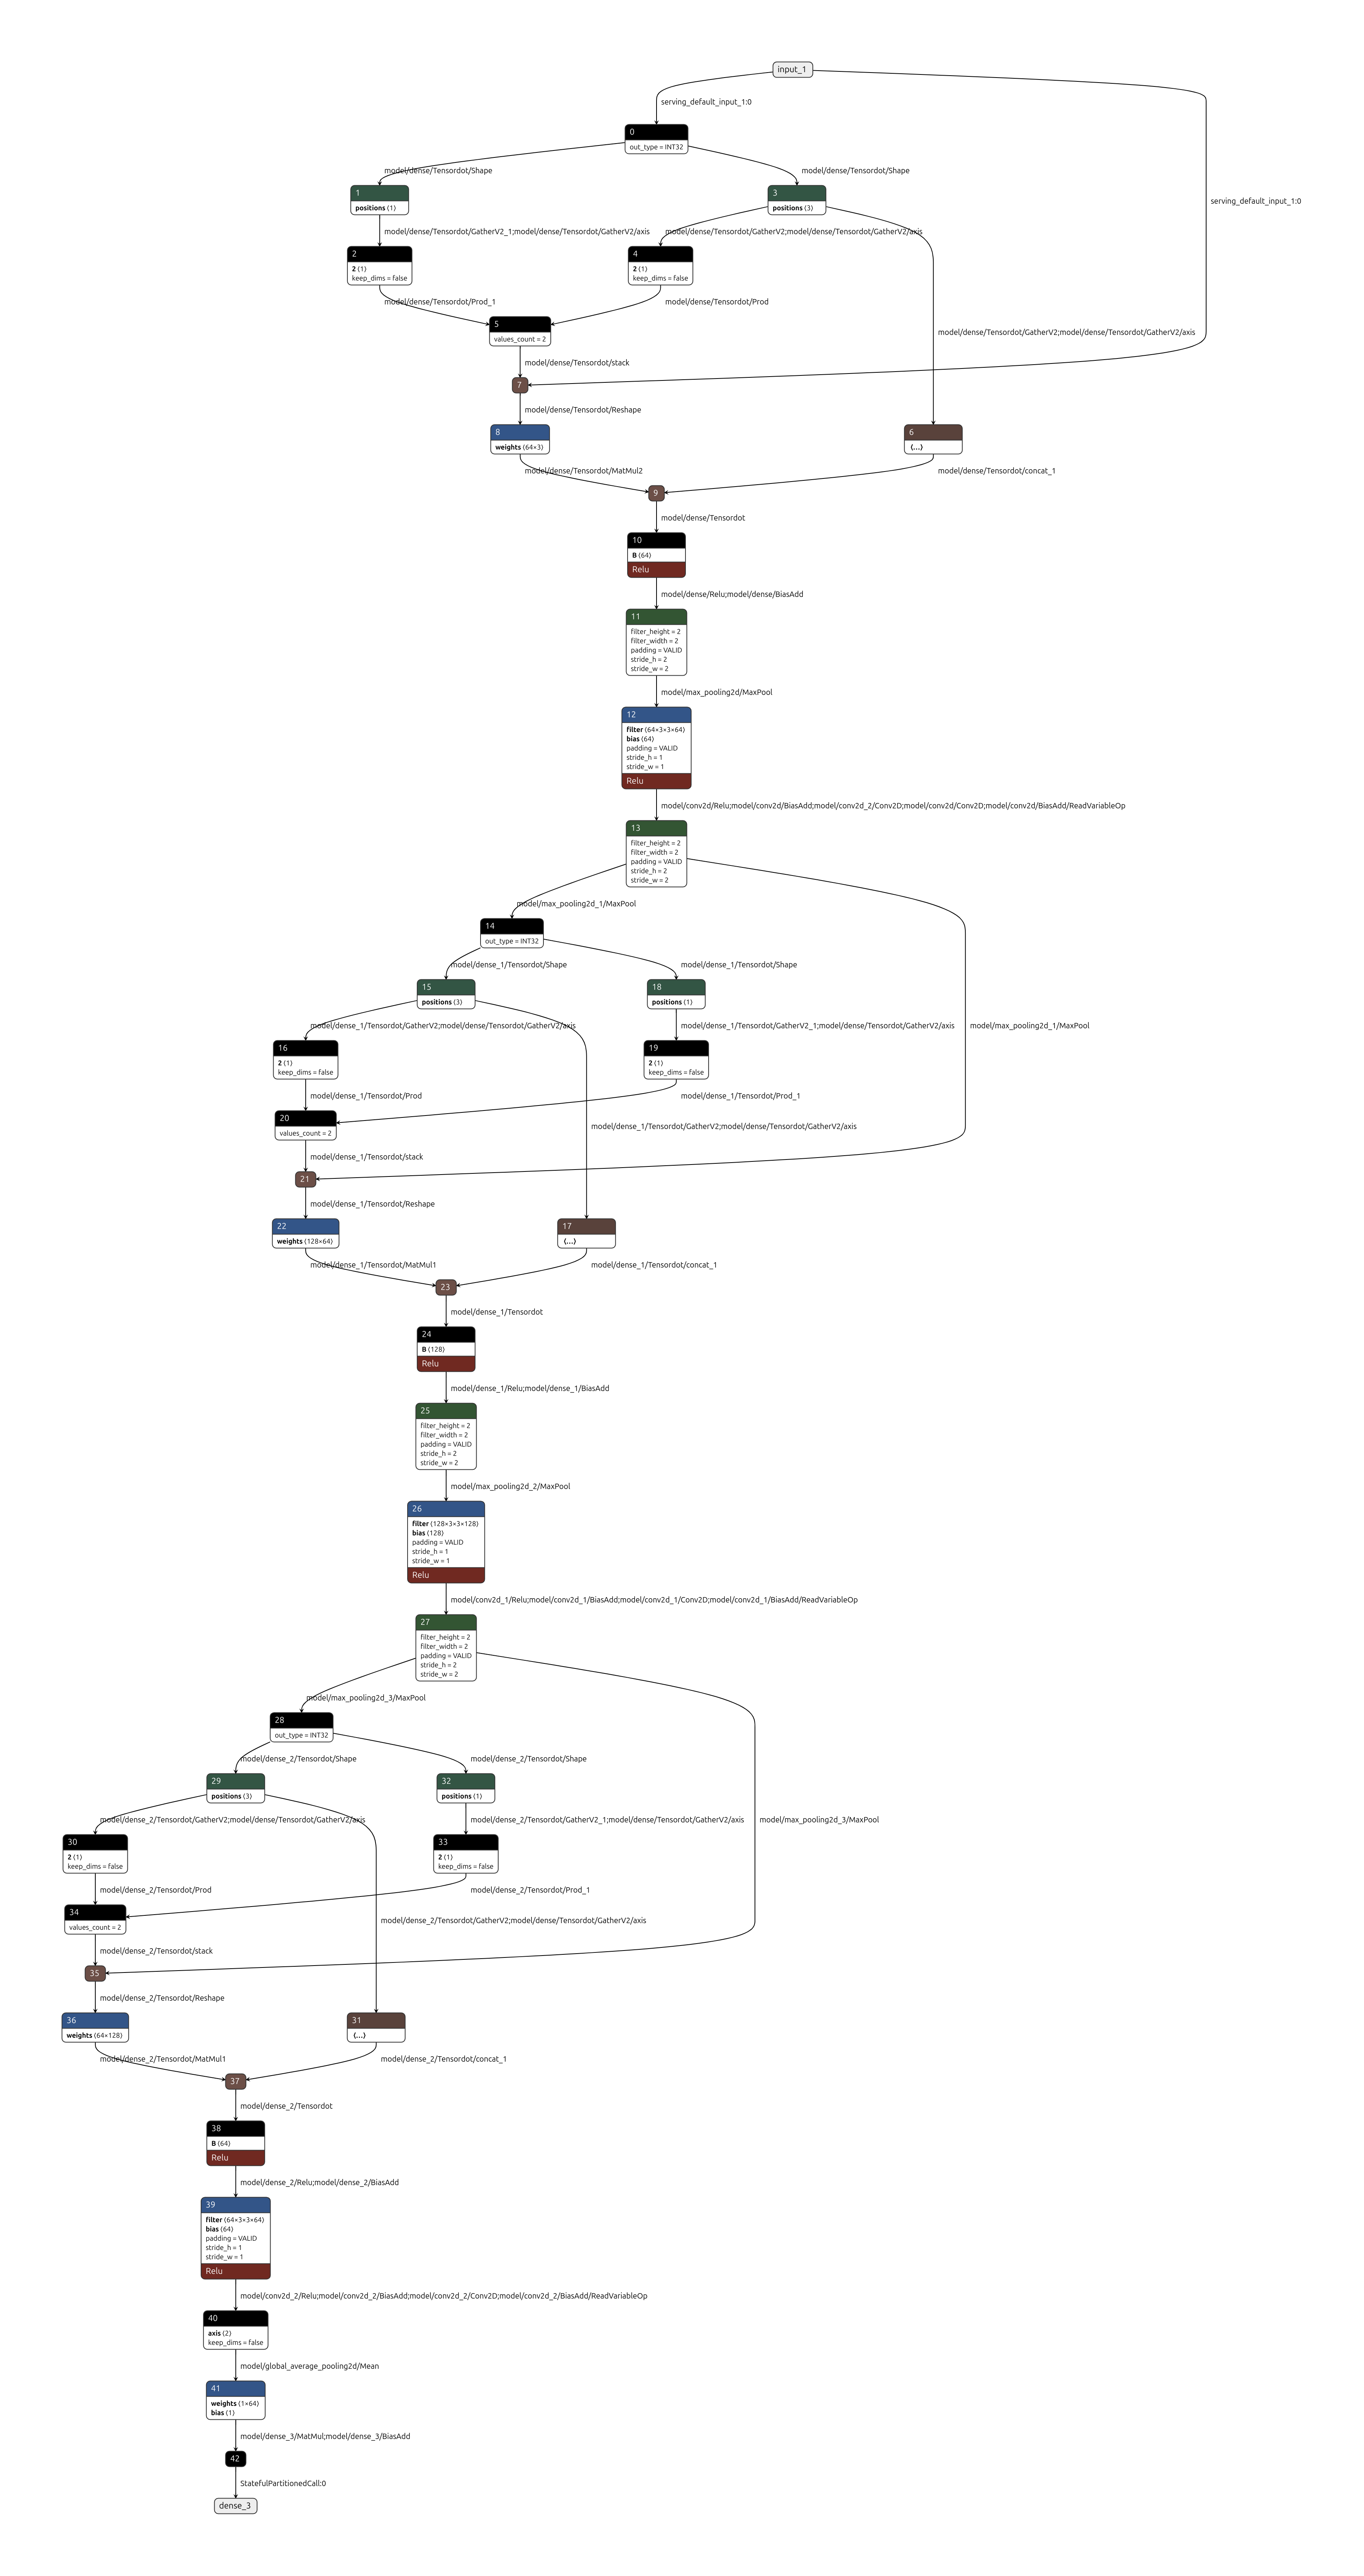 input_1
serving_default_input_1:0
0
out_type = INT32
model/dense/Tensordot/Shape
model/dense/Tensordot/Shape
1
positions ⟨1⟩
3
positions ⟨3⟩
serving_default_input_1:0
model/dense/Tensordot/GatherV2_1;model/dense/Tensordot/GatherV2/axis
model/dense/Tensordot/GatherV2;model/dense/Tensordot/GatherV2/axis
2
2 ⟨1⟩
keep_dims = false
4
2 ⟨1⟩
keep_dims = false
model/dense/Tensordot/Prod_1
model/dense/Tensordot/Prod
5
values_count = 2
model/dense/Tensordot/GatherV2;model/dense/Tensordot/GatherV2/axis
model/dense/Tensordot/stack
7
model/dense/Tensordot/Reshape
8
weights ⟨64×3⟩
6
⟨...⟩
model/dense/Tensordot/MatMul2
model/dense/Tensordot/concat_1
9
model/dense/Tensordot
10
B ⟨64⟩
Relu
model/dense/Relu;model/dense/BiasAdd
11
filter_height = 2
filter_width = 2
padding = VALID
stride_h = 2
stride_w = 2
model/max_pooling2d/MaxPool
12
filter ⟨64×3×3×64⟩
bias ⟨64⟩
padding = VALID
stride_h = 1
stride_w = 1
Relu
model/conv2d/Relu;model/conv2d/BiasAdd;model/conv2d_2/Conv2D;model/conv2d/Conv2D;model/conv2d/BiasAdd/ReadVariableOp
13
filter_height = 2
filter_width = 2
padding = VALID
stride_h = 2
stride_w = 2
model/max_pooling2d_1/MaxPool
14
out_type = INT32
model/dense_1/Tensordot/Shape
model/dense_1/Tensordot/Shape
15
positions ⟨3⟩
18
positions ⟨1⟩
model/dense_1/Tensordot/GatherV2;model/dense/Tensordot/GatherV2/axis
model/dense_1/Tensordot/GatherV2_1;model/dense/Tensordot/GatherV2/axis
model/max_pooling2d_1/MaxPool
16
2 ⟨1⟩
keep_dims = false
19
2 ⟨1⟩
keep_dims = false
model/dense_1/Tensordot/Prod
model/dense_1/Tensordot/Prod_1
20
values_count = 2
model/dense_1/Tensordot/GatherV2;model/dense/Tensordot/GatherV2/axis
model/dense_1/Tensordot/stack
21
model/dense_1/Tensordot/Reshape
22
weights ⟨128×64⟩
17
⟨...⟩
model/dense_1/Tensordot/MatMul1
model/dense_1/Tensordot/concat_1
23
model/dense_1/Tensordot
24
B ⟨128⟩
Relu
model/dense_1/Relu;model/dense_1/BiasAdd
25
filter_height = 2
filter_width = 2
padding = VALID
stride_h = 2
stride_w = 2
model/max_pooling2d_2/MaxPool
26
filter ⟨128×3×3×128⟩
bias ⟨128⟩
padding = VALID
stride_h = 1
stride_w = 1
Relu
model/conv2d_1/Relu;model/conv2d_1/BiasAdd;model/conv2d_1/Conv2D;model/conv2d_1/BiasAdd/ReadVariableOp
27
filter_height = 2
filter_width = 2
padding = VALID
stride_h = 2
stride_w = 2
model/max_pooling2d_3/MaxPool
28
out_type = INT32
model/dense_2/Tensordot/Shape
model/dense_2/Tensordot/Shape
29
positions ⟨3⟩
32
positions ⟨1⟩
model/dense_2/Tensordot/GatherV2;model/dense/Tensordot/GatherV2/axis
model/dense_2/Tensordot/GatherV2_1;model/dense/Tensordot/GatherV2/axis
model/max_pooling2d_3/MaxPool
30
2 ⟨1⟩
keep_dims = false
33
2 ⟨1⟩
keep_dims = false
model/dense_2/Tensordot/Prod
model/dense_2/Tensordot/Prod_1
34
values_count = 2
model/dense_2/Tensordot/GatherV2;model/dense/Tensordot/GatherV2/axis
model/dense_2/Tensordot/stack
35
model/dense_2/Tensordot/Reshape
36
weights ⟨64×128⟩
31
⟨...⟩
model/dense_2/Tensordot/MatMul1
model/dense_2/Tensordot/concat_1
37
model/dense_2/Tensordot
38
B ⟨64⟩
Relu
model/dense_2/Relu;model/dense_2/BiasAdd
39
filter ⟨64×3×3×64⟩
bias ⟨64⟩
padding = VALID
stride_h = 1
stride_w = 1
Relu
model/conv2d_2/Relu;model/conv2d_2/BiasAdd;model/conv2d_2/Conv2D;model/conv2d_2/BiasAdd/ReadVariableOp
40
axis ⟨2⟩
keep_dims = false
model/global_average_pooling2d/Mean
41
weights ⟨1×64⟩
bias ⟨1⟩
model/dense_3/MatMul;model/dense_3/BiasAdd
42
StatefulPartitionedCall:0
dense_3